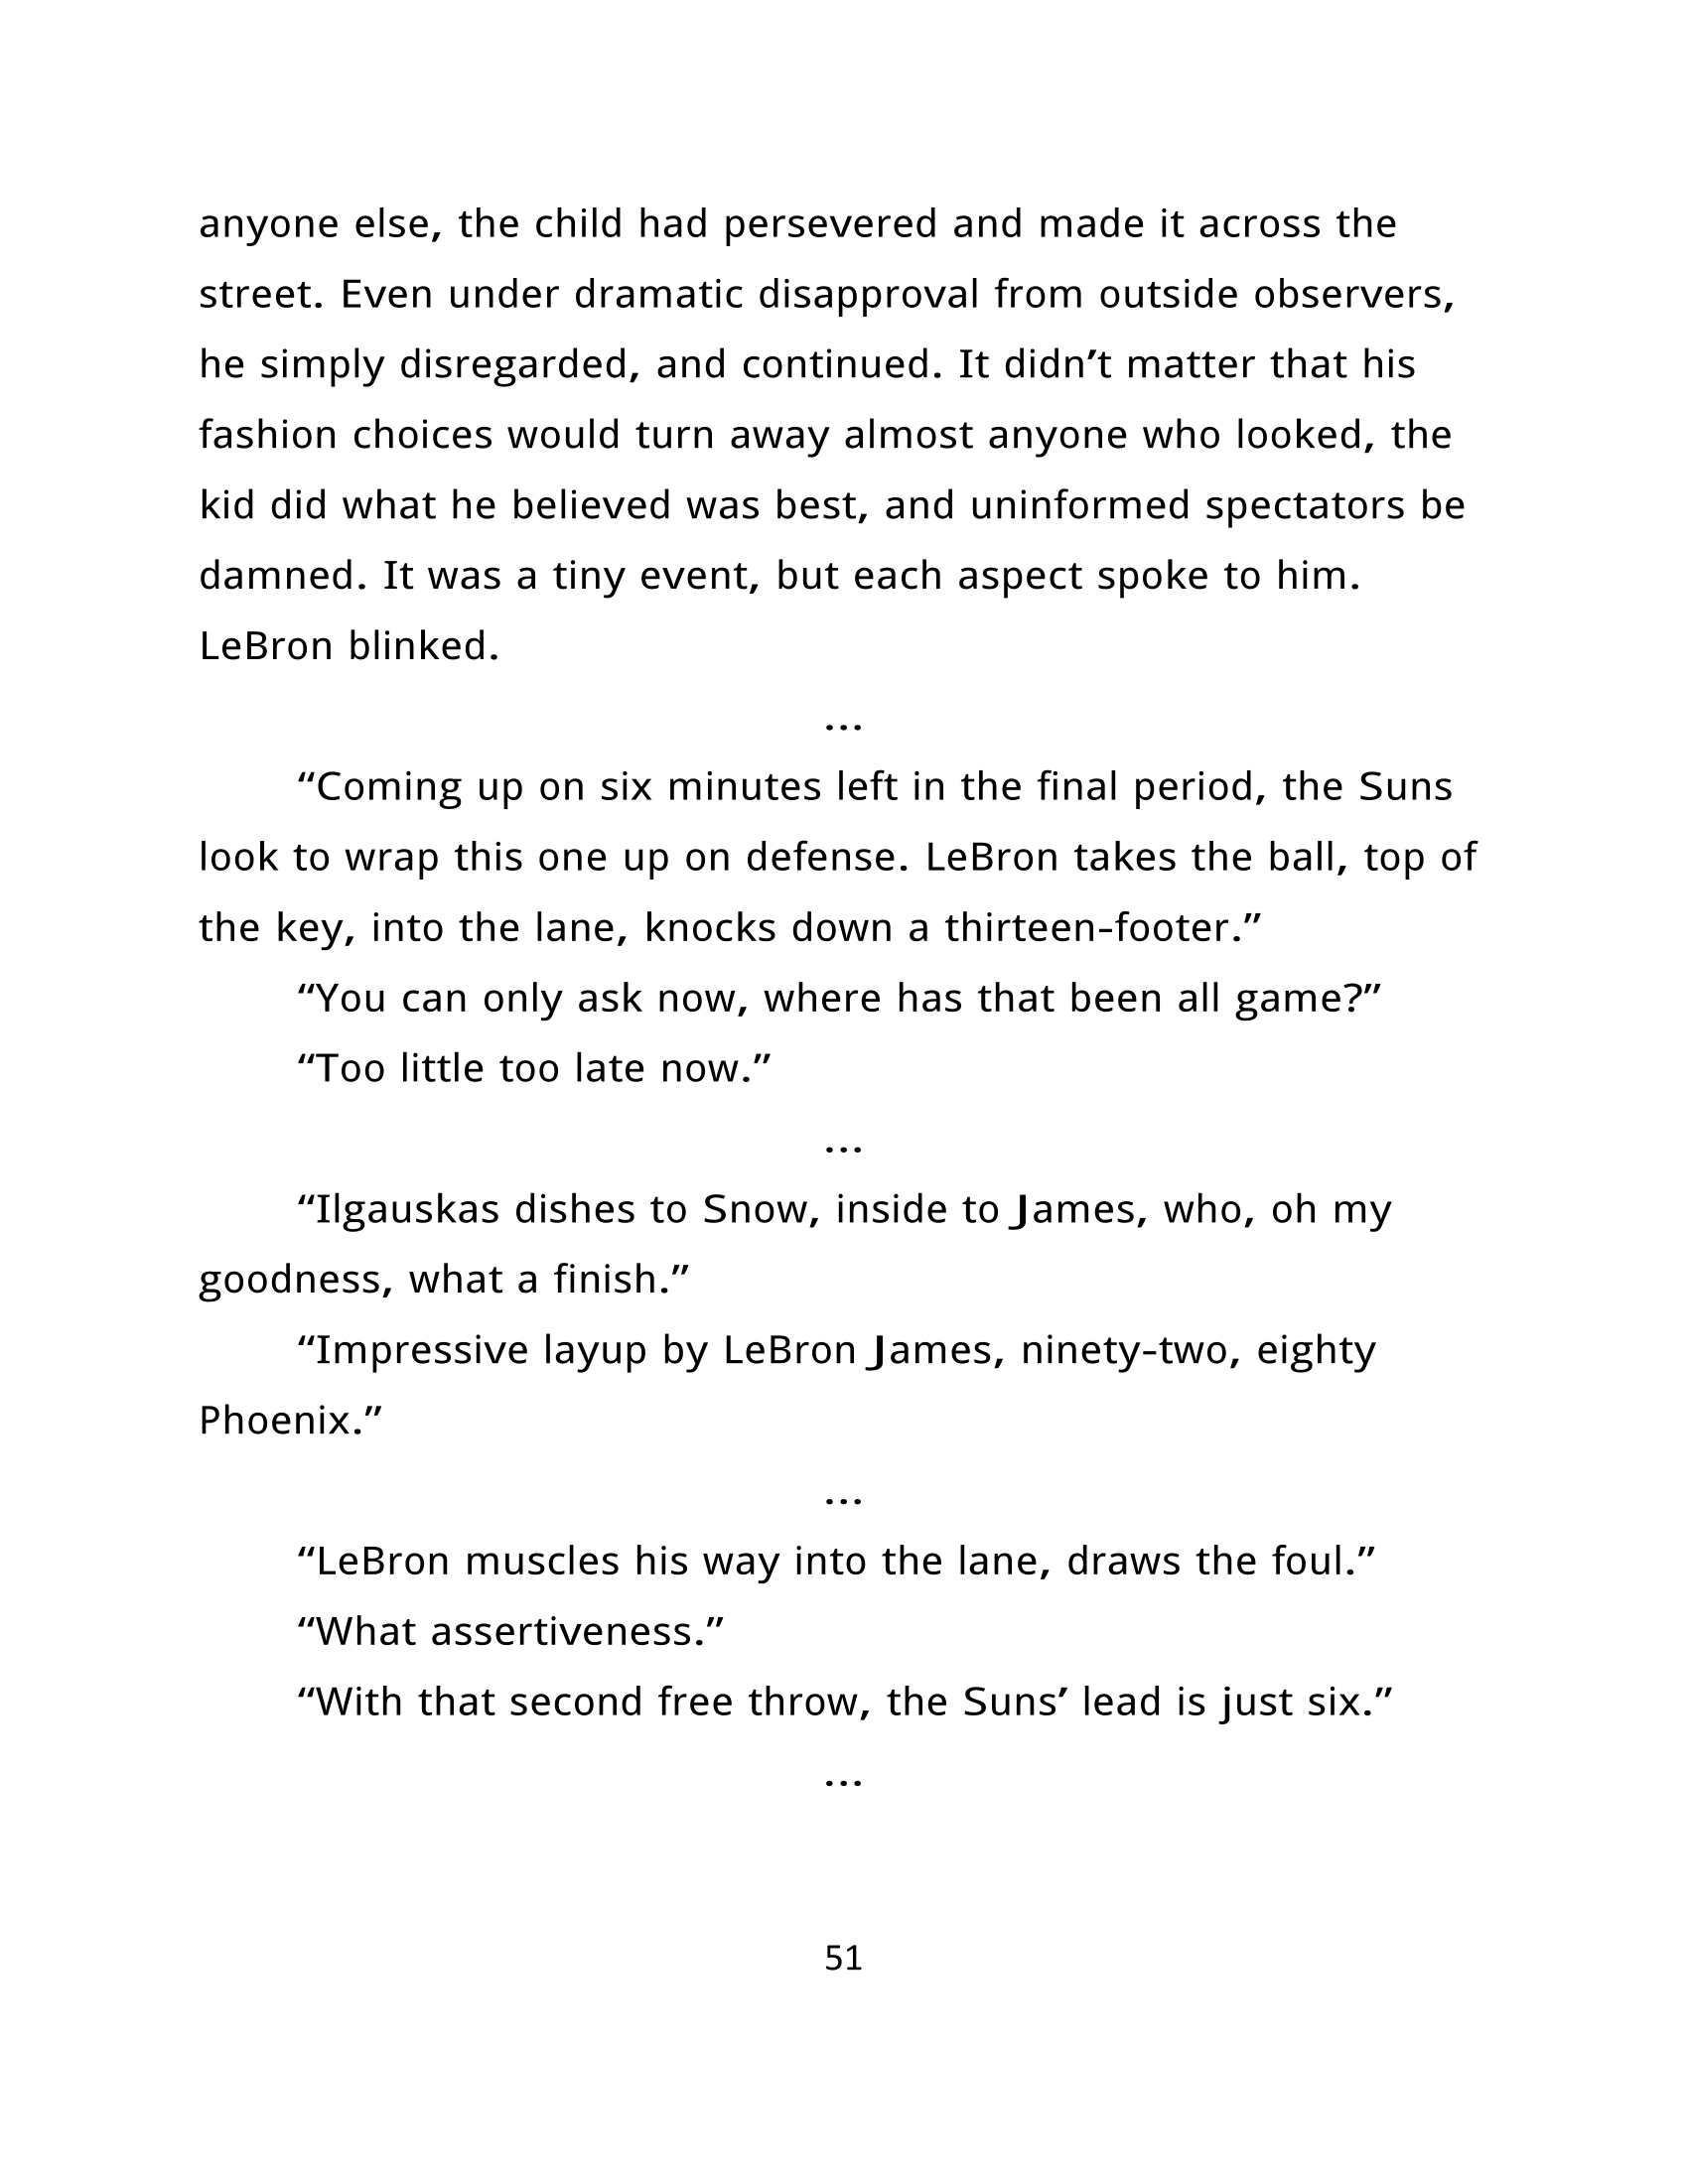 anyone else, the child had persevered and made it across the
street. Even under dramatic disapproval from outside observers,
he simply disregarded, and continued. It didn’t matter that his
fashion choices would turn away almost anyone who looked, the
kid did what he believed was best, and uninformed spectators be
damned. It was a tiny event, but each aspect spoke to him.
LeBron blinked.
...
“Coming up on six minutes left in the final period, the Suns
look to wrap this one up on defense. LeBron takes the ball, top of
the key, into the lane, knocks down a thirteen-footer.”
“You can only ask now, where has that been all game?”
“Too little too late now.”
...
“Ilgauskas dishes to Snow, inside to James, who, oh my
goodness, what a finish.”
“Impressive layup by LeBron James, ninety-two, eighty
Phoenix.”
...
“LeBron muscles his way into the lane, draws the foul.”
“What assertiveness.”
“With that second free throw, the Suns’ lead is just six.”
...
51